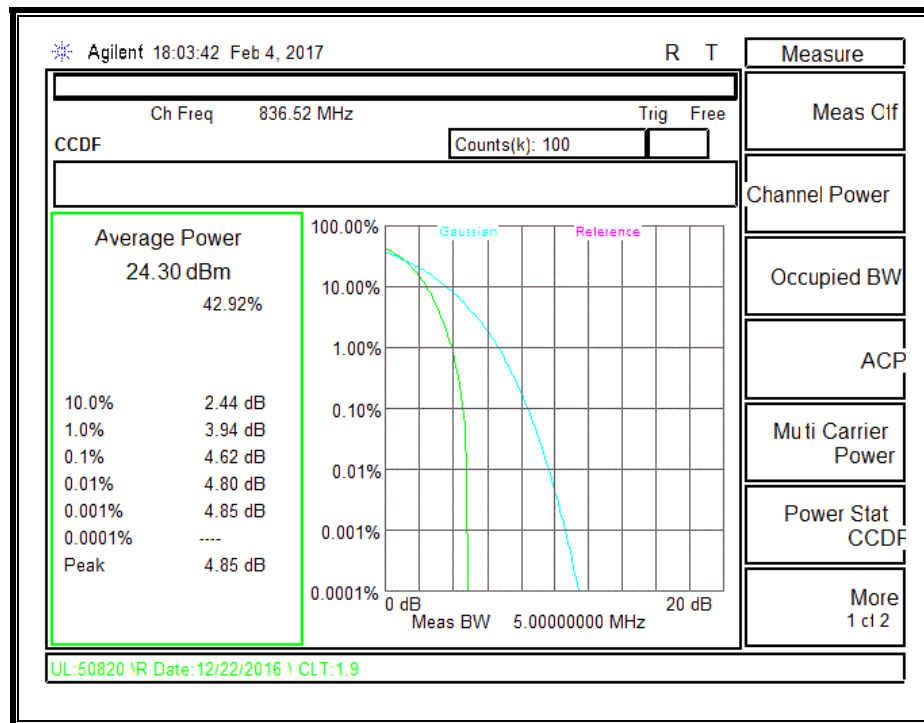 Agilent 18:03:42 Feb 4, 2017 R T
Measure
Ch Freq 836.52 MHz Trig Free
CCDF Counts(k): 100
Meas Off
Channel Power
Occupied BW
ACP
Multi Carrier
Power
Power Stat
CCDF
More
1 of 2
Average Power
24.30 dBm
42.92%
10.0% 2.44 dB
1.0% 3.94 dB
0.1% 4.62 dB
0.01% 4.80 dB
0.001% 4.85 dB
0.0001% ----
Peak 4.85 dB
Gaussian Reference
100.00%
10.00%
1.00%
0.10%
0.01%
0.001%
0.0001%
0 dB 20 dB
Meas BW 5.00000000 MHz
UL:50820 \R Date:12/22/2016 \ CLT:1.9